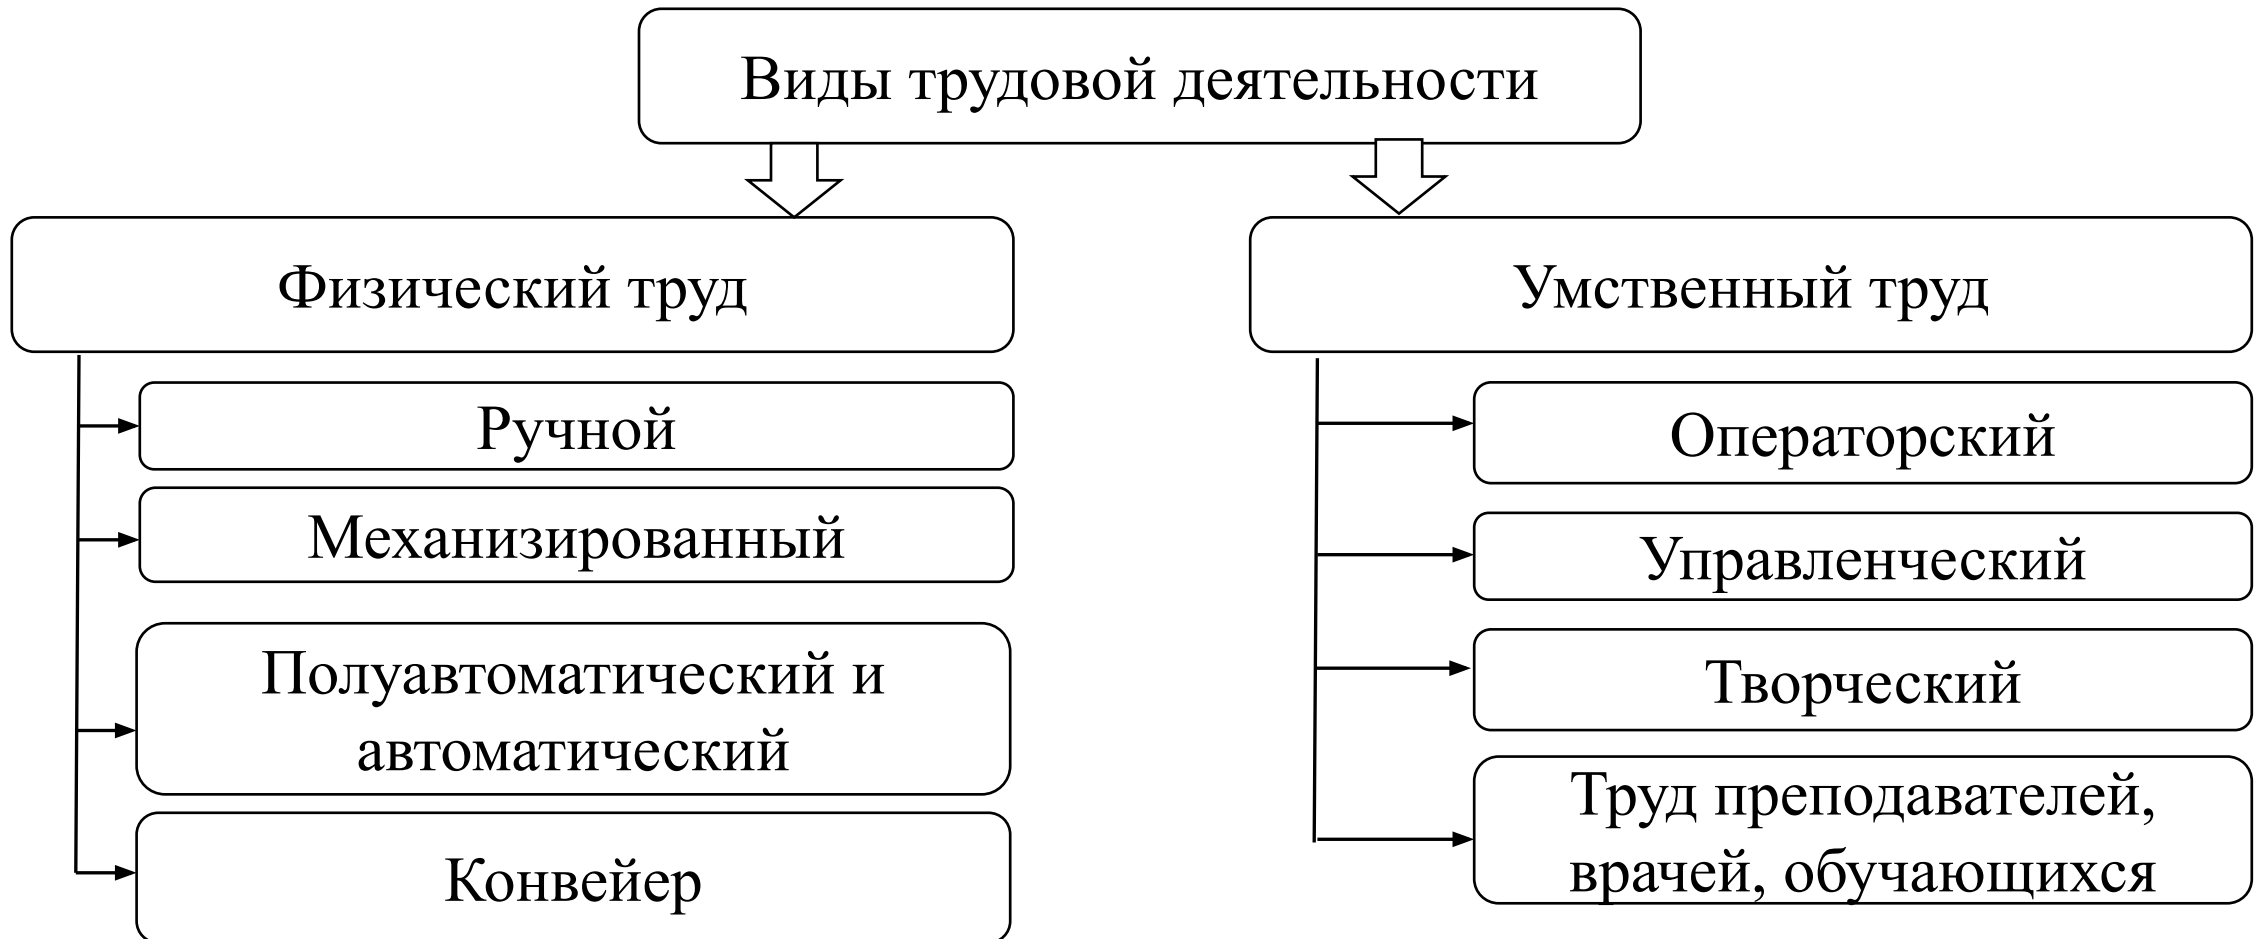 Виды трудовой деятельности
Физический труд
Ручной
Механизированный
Полуавтоматический и
автоматический
Конвейер
Умственный труд
Операторский
Управленческий
Творческий
Труд преподавателей,
врачей, обучающихся